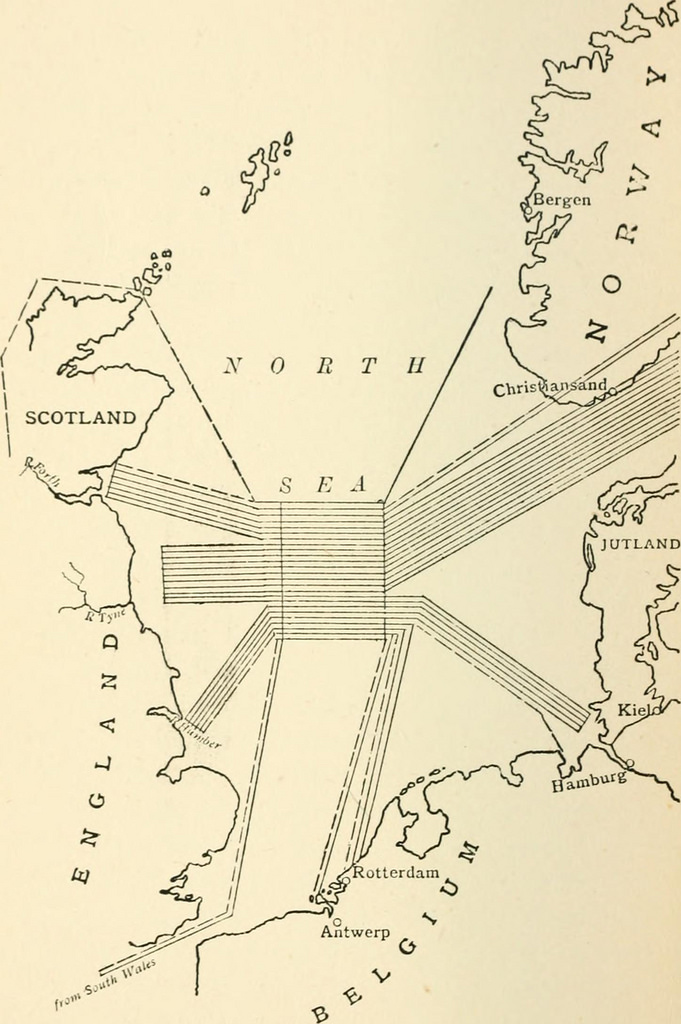 NORWAY
Bergen
NORTH
Christiansand
SCOTLAND
R. Forth
SEA
JUTLAND
R Tyne
ENGLAND
Kiel
R. Humber
Hamburg
Rotterdam
BELGIUM
Antwerp
from South Wales